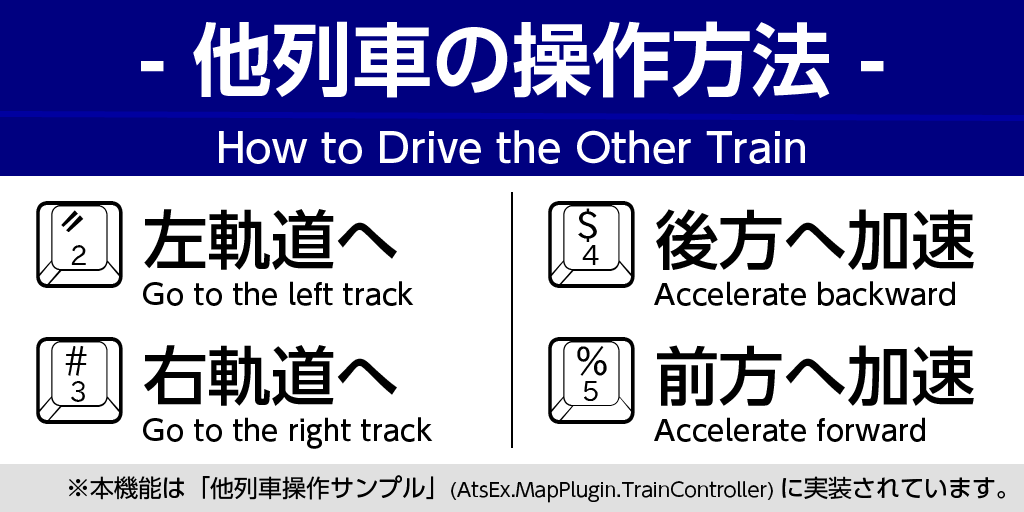 - 他列車の操作方法 -
How to Drive the Other Train
"
2
左軌道へ
Go to the left track
#
3
右軌道へ
Go to the right track
$
4
後方へ加速
Accelerate backward
%
5
前方へ加速
Accelerate forward
※本機能は「他列車操作サンプル」(AtsEx.MapPlugin.TrainController) に実装されています。